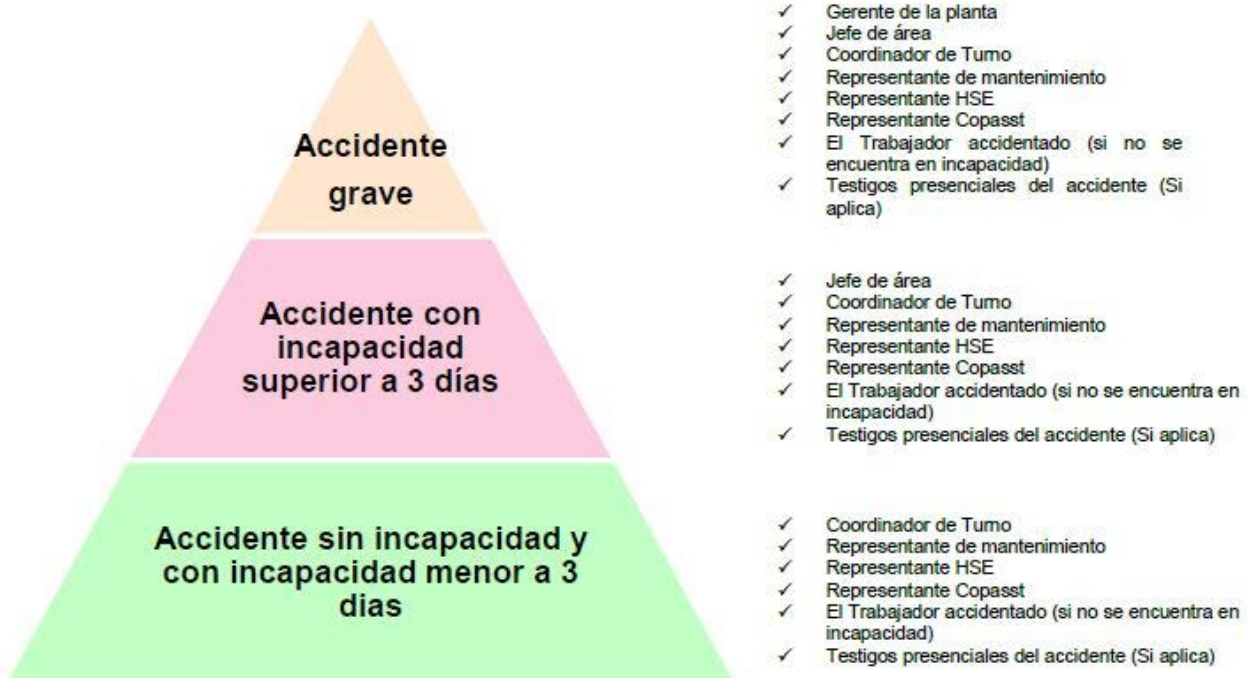 Accidente
grave
✓ Gerente de la planta
✓ Jefe de área
✓ Coordinador de Turno
✓ Representante de mantenimiento
✓ Representante HSE
✓ Representante Copasst
✓ El Trabajador accidentado (si no se
encuentra en incapacidad)
✓ Testigos presenciales del accidente (Si
aplica)
Accidente con
incapacidad
superior a 3 días
✓ Jefe de área
✓ Coordinador de Turno
✓ Representante de mantenimiento
✓ Representante HSE
✓ Representante Copasst
✓ El Trabajador accidentado (si no se encuentra en
incapacidad)
✓ Testigos presenciales del accidente (Si aplica)
Accidente sin incapacidad y
con incapacidad menor a 3
dias
✓ Coordinador de Turno
✓ Representante de mantenimiento
✓ Representante HSE
✓ Representante Copasst
✓ El Trabajador accidentado (si no se encuentra en
incapacidad)
✓ Testigos presenciales del accidente (Si aplica)